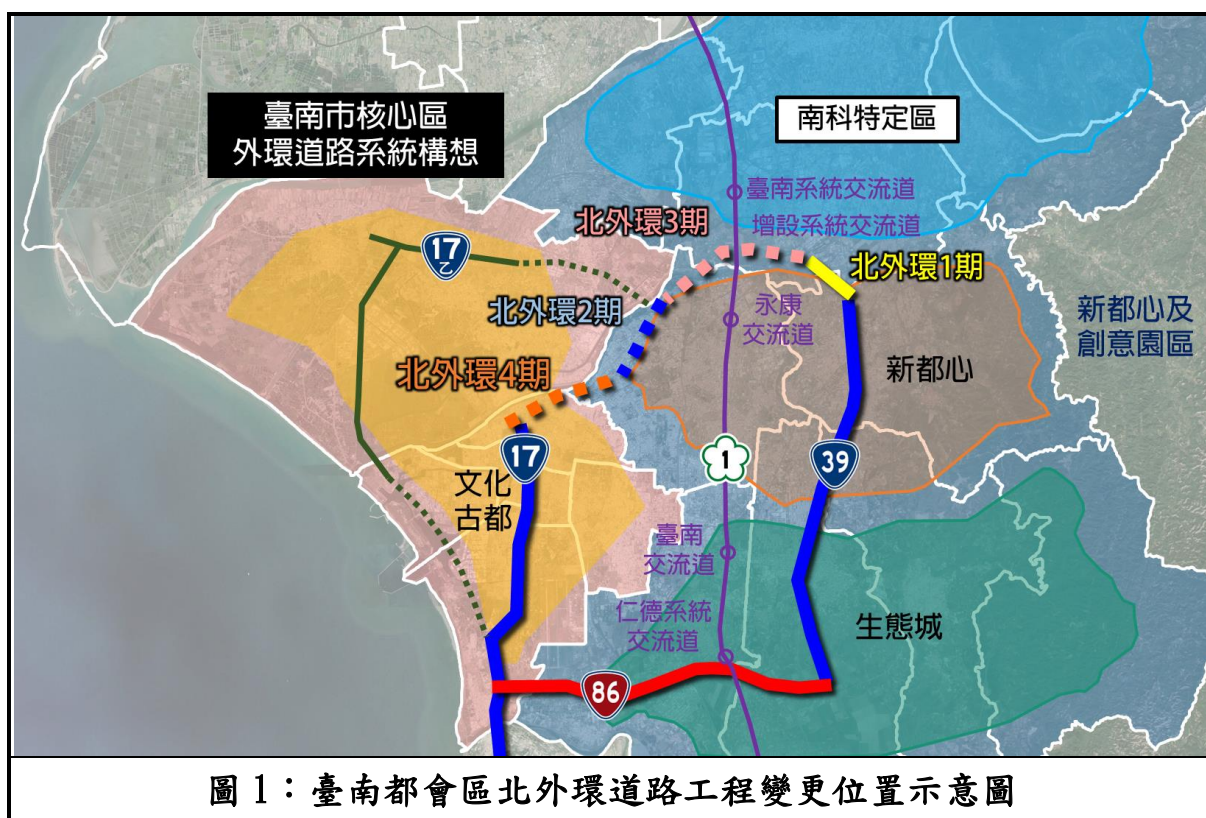 臺南市核心區
外環道路系統構想
南科特定區
臺南系統交流道
增設系統交流道
北外環3期
17
乙
北外環1期
北外環2期
永康
交流道
新都心及
創意園區
新都心
北外環4期
17
1
39
文化
古都
臺南
交流道
仁德系統
交流道
生態城
86
圖1：臺南都會區北外環道路工程變更位置示意圖